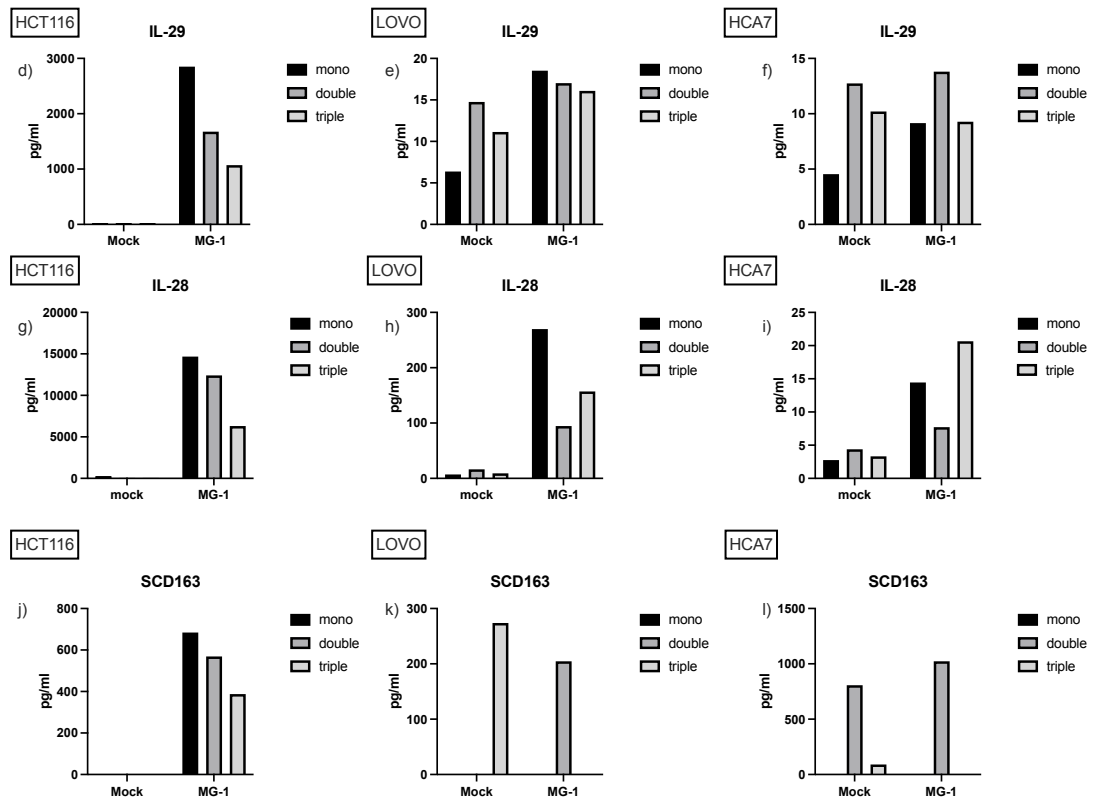 HCT116
IL-29
d)
3000
2000
1000
0
pg/ml
Mock
MG-1
mono
double
triple
LOVO
IL-29
e)
20
15
10
5
0
pg/ml
Mock
MG-1
mono
double
triple
HCA7
IL-29
f)
15
10
5
0
pg/ml
Mock
MG-1
mono
double
triple
HCT116
IL-28
g)
20000
15000
10000
5000
0
pg/ml
mock
MG-1
mono
double
triple
LOVO
IL-28
h)
300
200
100
0
pg/ml
mock
MG-1
mono
double
triple
HCA7
IL-28
i)
25
20
15
10
5
0
pg/ml
mock
MG-1
mono
double
triple
HCT116
SCD163
j)
800
600
400
200
0
pg/ml
Mock
MG-1
mono
double
triple
LOVO
SCD163
k)
300
200
100
0
pg/ml
Mock
MG-1
mono
double
triple
HCA7
SCD163
l)
1500
1000
500
0
pg/ml
Mock
MG-1
mono
double
triple